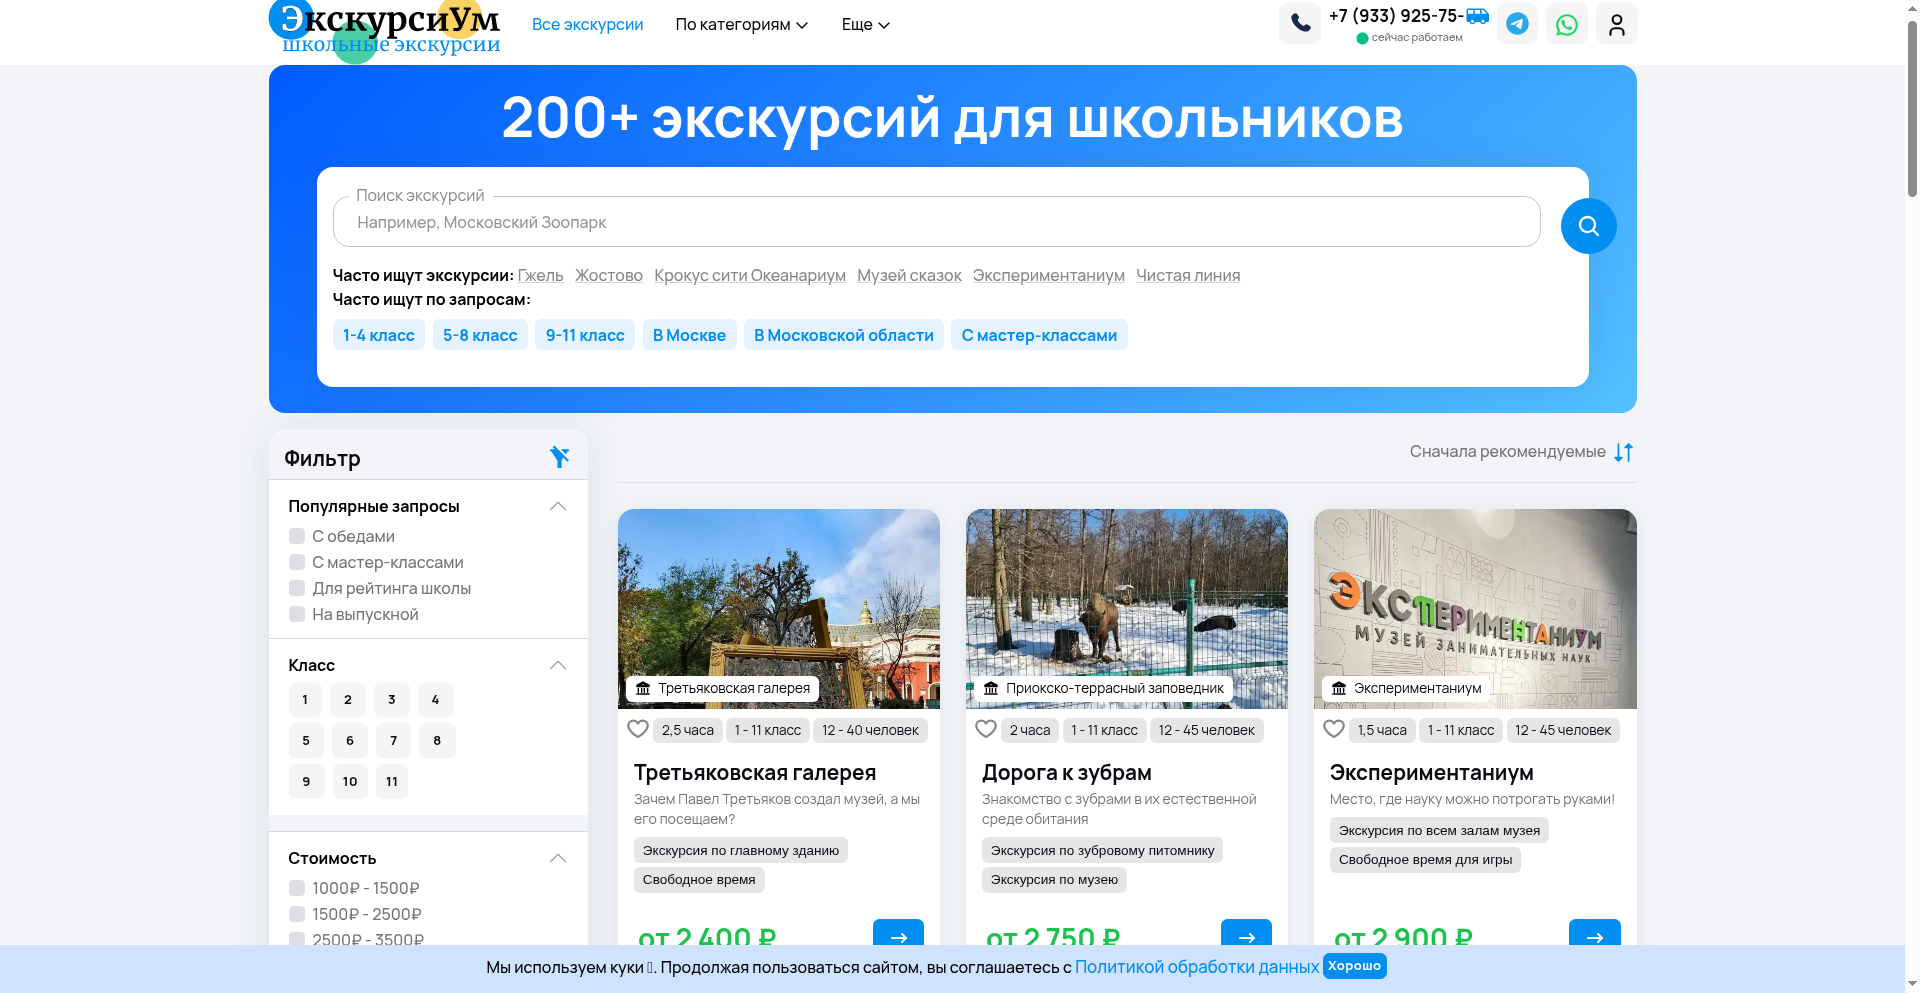 ЭкскурсиУм
школьные экскурсии
Все экскурсии
По категориям
Еще
+7 (933) 925-75-
сейчас работаем
200+ экскурсий для школьников
Поиск экскурсий
Например, Московский Зоопарк
Часто ищут экскурсии: Гжель Жостово Крокус сити Океанариум Музей сказок Экспериментаниум Чистая линия
Часто ищут по запросам:
1-4 класс 5-8 класс 9-11 класс В Москве В Московской области С мастер-классами
Фильтр
Сначала рекомендуемые
Популярные запросы
С обедами
С мастер-классами
Для рейтинга школы
На выпускной
Класс
1 2 3 4
5 6 7 8
9 10 11
Стоимость
1000₽ - 1500₽
1500₽ - 2500₽
2500₽ - 3500₽
Третьяковская галерея
2,5 часа 1 - 11 класс 12 - 40 человек
Третьяковская галерея
Зачем Павел Третьяков создал музей, а мы
его посещаем?
Экскурсия по главному зданию
Свободное время
от 2 400 ₽
Приокско-террасный заповедник
2 часа 1 - 11 класс 12 - 45 человек
Дорога к зубрам
Знакомство с зубрами в их естественной
среде обитания
Экскурсия по зубровому питомнику
Экскурсия по музею
от 2 750 ₽
ЭКСПЕРИМЕНТАНИУМ
МУЗЕЙ ЗАНИМАТЕЛЬНЫХ НАУК
Экспериментаниум
1,5 часа 1 - 11 класс 12 - 45 человек
Экспериментаниум
Место, где науку можно потрогать руками!
Экскурсия по всем залам музея
Свободное время для игры
от 2 900 ₽
Мы используем куки . Продолжая пользоваться сайтом, вы соглашаетесь с Политикой обработки данных Хорошо